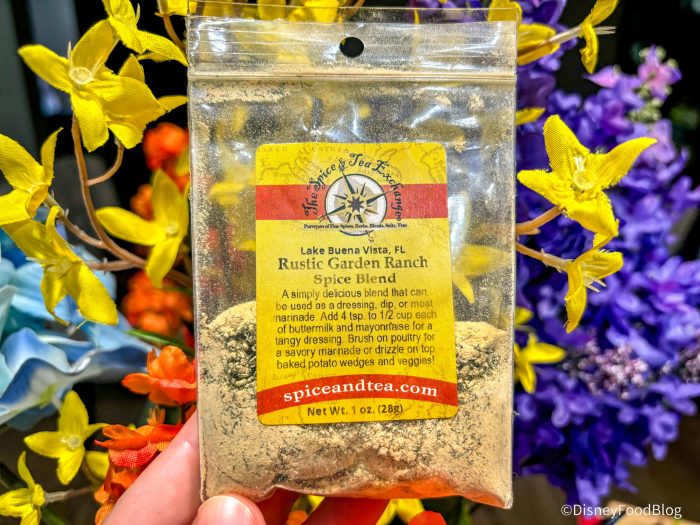 The Spice & Tea Exchange
Purveyors of Fine Spices, Herbs, Blends, Salts, Teas
Lake Buena Vista, FL
Rustic Garden Ranch
Spice Blend
A simply delicious blend that can
be used as a dressing, dip, or meat
marinade. Add 4 tsp. to 1/2 cup each
of buttermilk and mayonnaise for a
tangy dressing. Brush on poultry for
a savory marinade or drizzle on top
baked potato wedges and veggies!
spiceandtea.com
Net Wt. 1 oz. (28g)
©DisneyFoodBlog